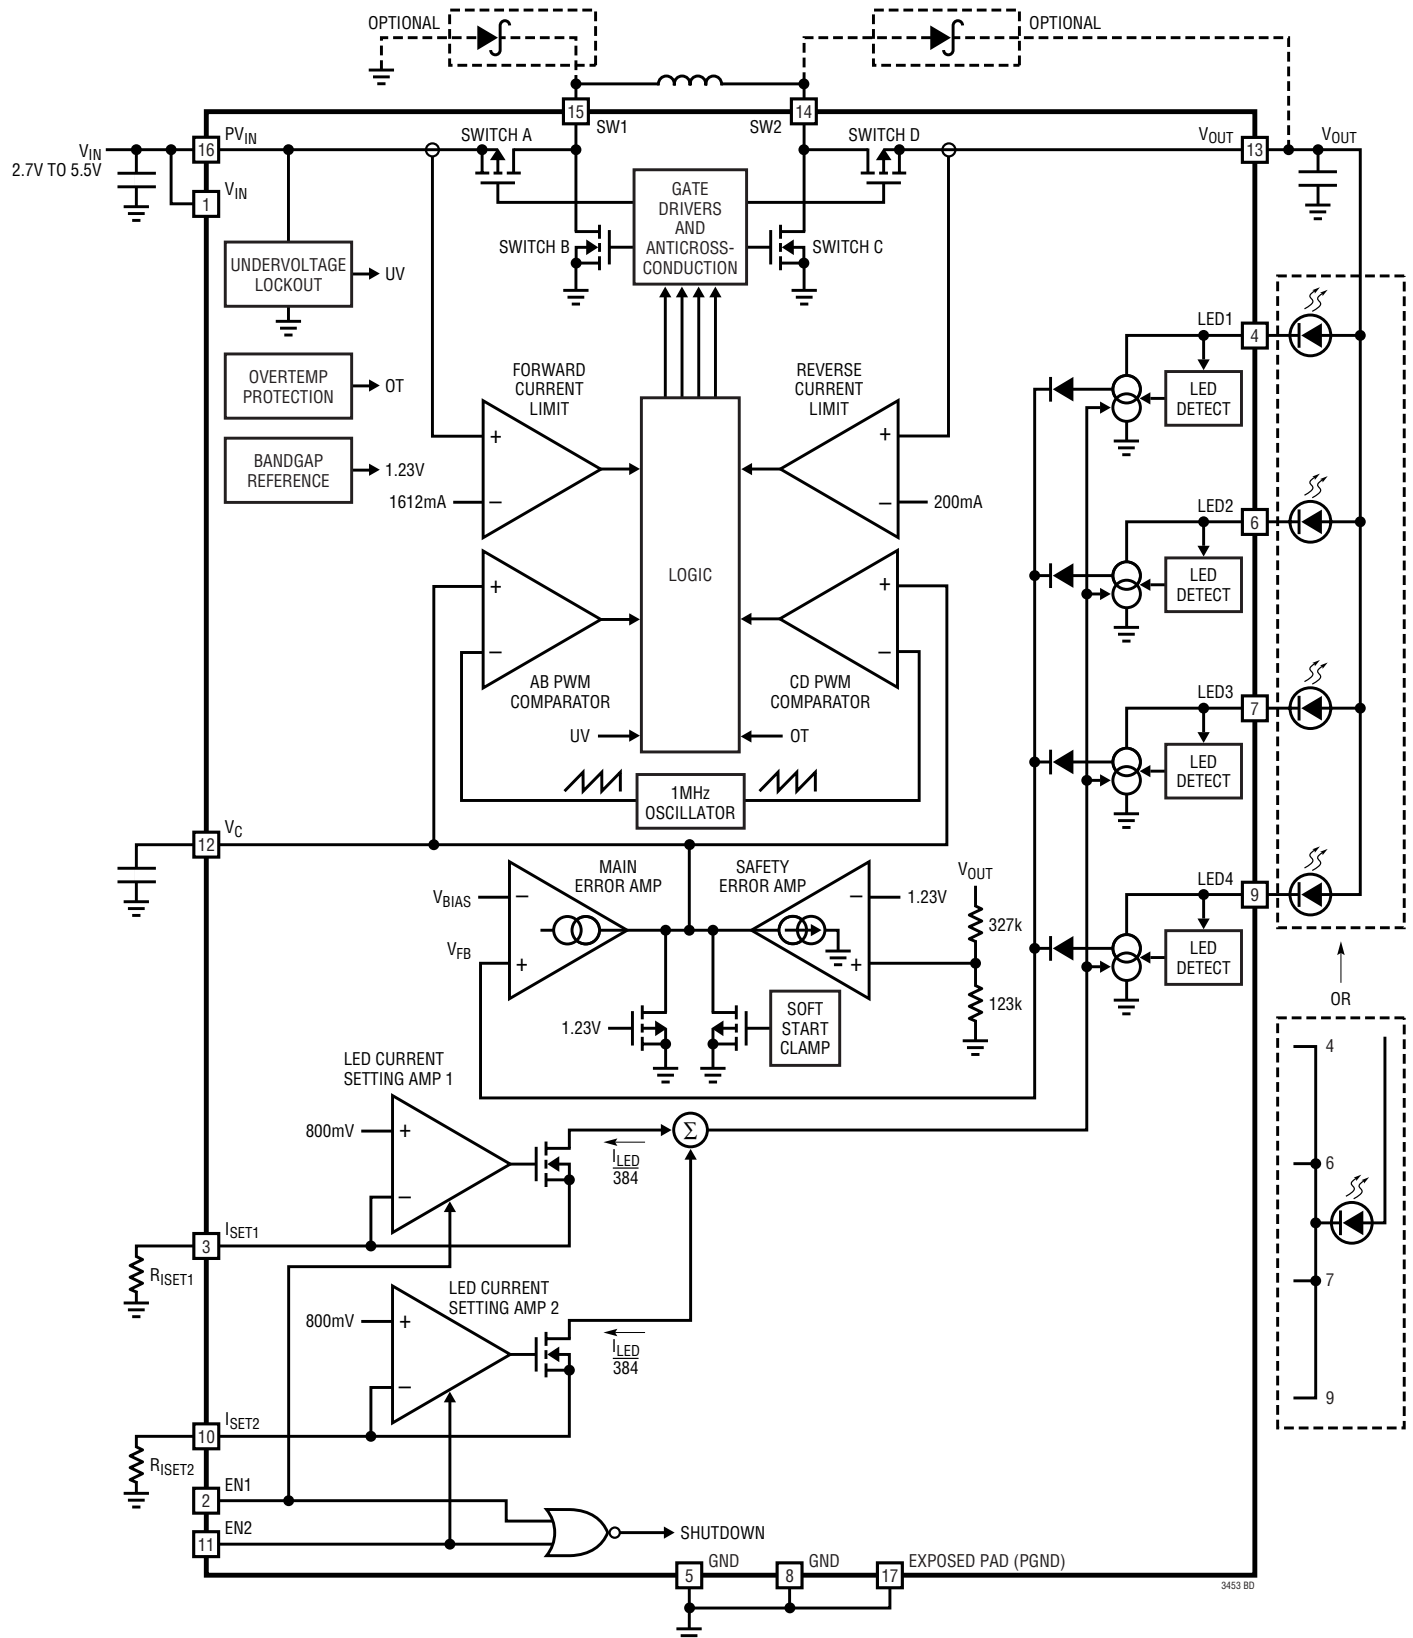 OPTIONAL
OPTIONAL
15
14
SW1
SW2
SWITCH A
SWITCH D
PVIN
16
VIN
2.7V TO 5.5V
VIN
1
VOUT
13
VOUT
GATE
DRIVERS
AND
ANTICROSS-
CONDUCTION
SWITCH B
SWITCH C
UNDERVOLTAGE
LOCKOUT
UV
OVERTEMP
PROTECTION
OT
BANDGAP
REFERENCE
1.23V
FORWARD
CURRENT
LIMIT
+
1612mA
–
REVERSE
CURRENT
LIMIT
+
–
200mA
LOGIC
+
–
AB PWM
COMPARATOR
+
–
CD PWM
COMPARATOR
UV
OT
1MHz
OSCILLATOR
LED1
4
LED
DETECT
LED2
6
LED
DETECT
LED3
7
LED
DETECT
LED4
9
LED
DETECT
VC
12
MAIN
ERROR AMP
SAFETY
ERROR AMP
VBIAS
–
VFB
+
–
1.23V
+
VOUT
327k
123k
1.23V
SOFT
START
CLAMP
OR
4
6
7
9
LED CURRENT
SETTING AMP 1
800mV
+
–
ILED
384
Σ
ISET1
3
RISET1
LED CURRENT
SETTING AMP 2
800mV
+
–
ILED
384
ISET2
10
RISET2
EN1
2
EN2
11
SHUTDOWN
5
GND
8
GND
17
EXPOSED PAD (PGND)
3453 BD